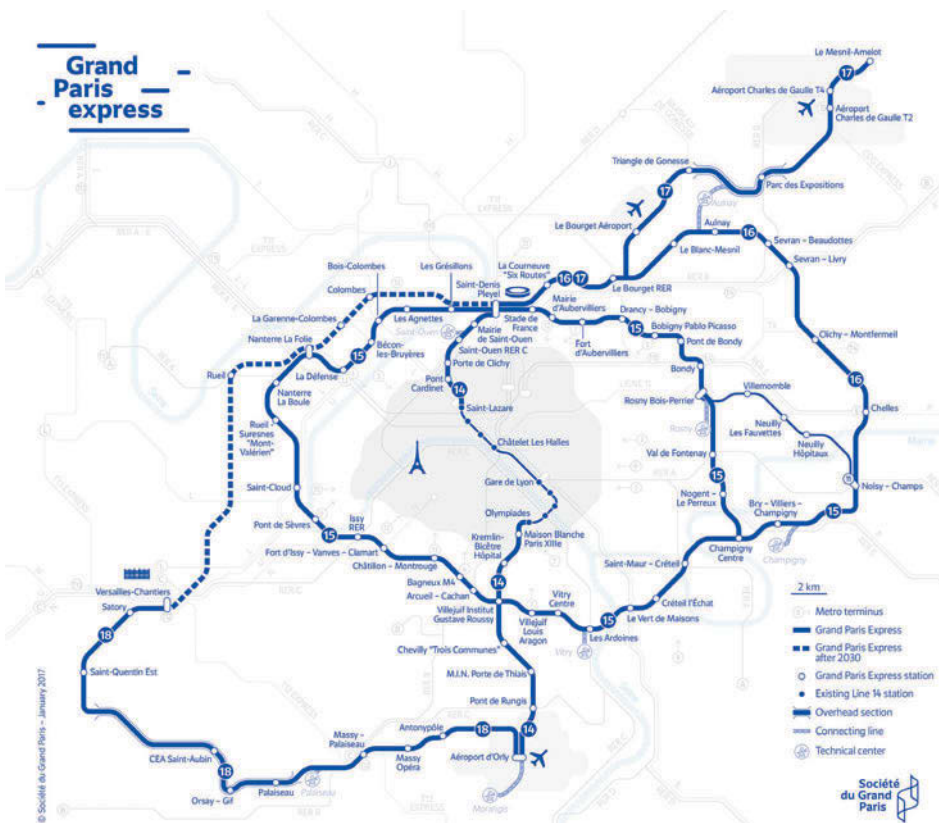 Grand
Paris
express
Le Mesnil-Amelot
17
Aéroport Charles de Gaulle T4
Aéroport
Charles de Gaulle T2
Triangle de Gonesse
Parc des Expositions
17
Aulnay
Le Bourget Aéroport
Aulnay
16
Le Blanc-Mesnil
Sevran – Beaudottes
Sevran – Livry
Bois-Colombes
Les Grésillons
La Courneuve
"Six Routes"
16
17
Le Bourget RER
Colombes
Saint-Denis
Pleyel
La Garenne-Colombes
Les Agnettes
Stade de
France
Mairie
d'Aubervilliers
Drancy – Bobigny
15
Bobigny Pablo Picasso
Nanterre La Folie
Saint-Ouen
Mairie
de Saint-Ouen
Fort
d'Aubervilliers
Pont de Bondy
Clichy – Montfermeil
Bécon-
les-Bruyères
15
Saint-Ouen RER C
La Défense
Porte de Clichy
Bondy
Rueil
Nanterre
La Boule
Pont
Cardinet
14
Rosny Bois-Perrier
Villemomble
16
Saint-Lazare
Chelles
Rueil
Suresnes
"Mont-
Valérien"
Châtelet Les Halles
Rosny
Neuilly
Les Fauvettes
Neuilly
Hôpitaux
Val de Fontenay
Saint-Cloud
Gare de Lyon
15
Noisy – Champs
Nogent –
Le Perreux
Bry – Villiers –
Champigny
15
Pont de Sèvres
Issy
RER
Olympiades
15
Kremlin-
Bicêtre
Hôpital
Maison Blanche
Paris XIIIe
Fort d'Issy – Vanves – Clamart
Champigny
Centre
Champigny
Châtillon – Montrouge
Saint-Maur – Créteil
Bagneux M4
14
Versailles-Chantiers
Arcueil – Cachan
Créteil l'Échat
Satory
Villejuif Institut
Gustave Roussy
Vitry
Centre
15
Le Vert de Maisons
18
Villejuif
Louis
Aragon
Les Ardoines
Vitry
Chevilly "Trois Communes"
Saint-Quentin Est
M.I.N. Porte de Thiais
Pont de Rungis
Antonypôle
18
14
Massy –
Palaiseau
Massy
Opéra
Aéroport d'Orly
CEA Saint-Aubin
18
Palaiseau
Orsay – Gif
Palaiseau
Morangis
2 km
Metro terminus
Grand Paris Express
Grand Paris Express
after 2030
Grand Paris Express station
Existing Line 14 station
Overhead section
Connecting line
Technical center
© Société du Grand Paris – January 2017
Société
du Grand
Paris